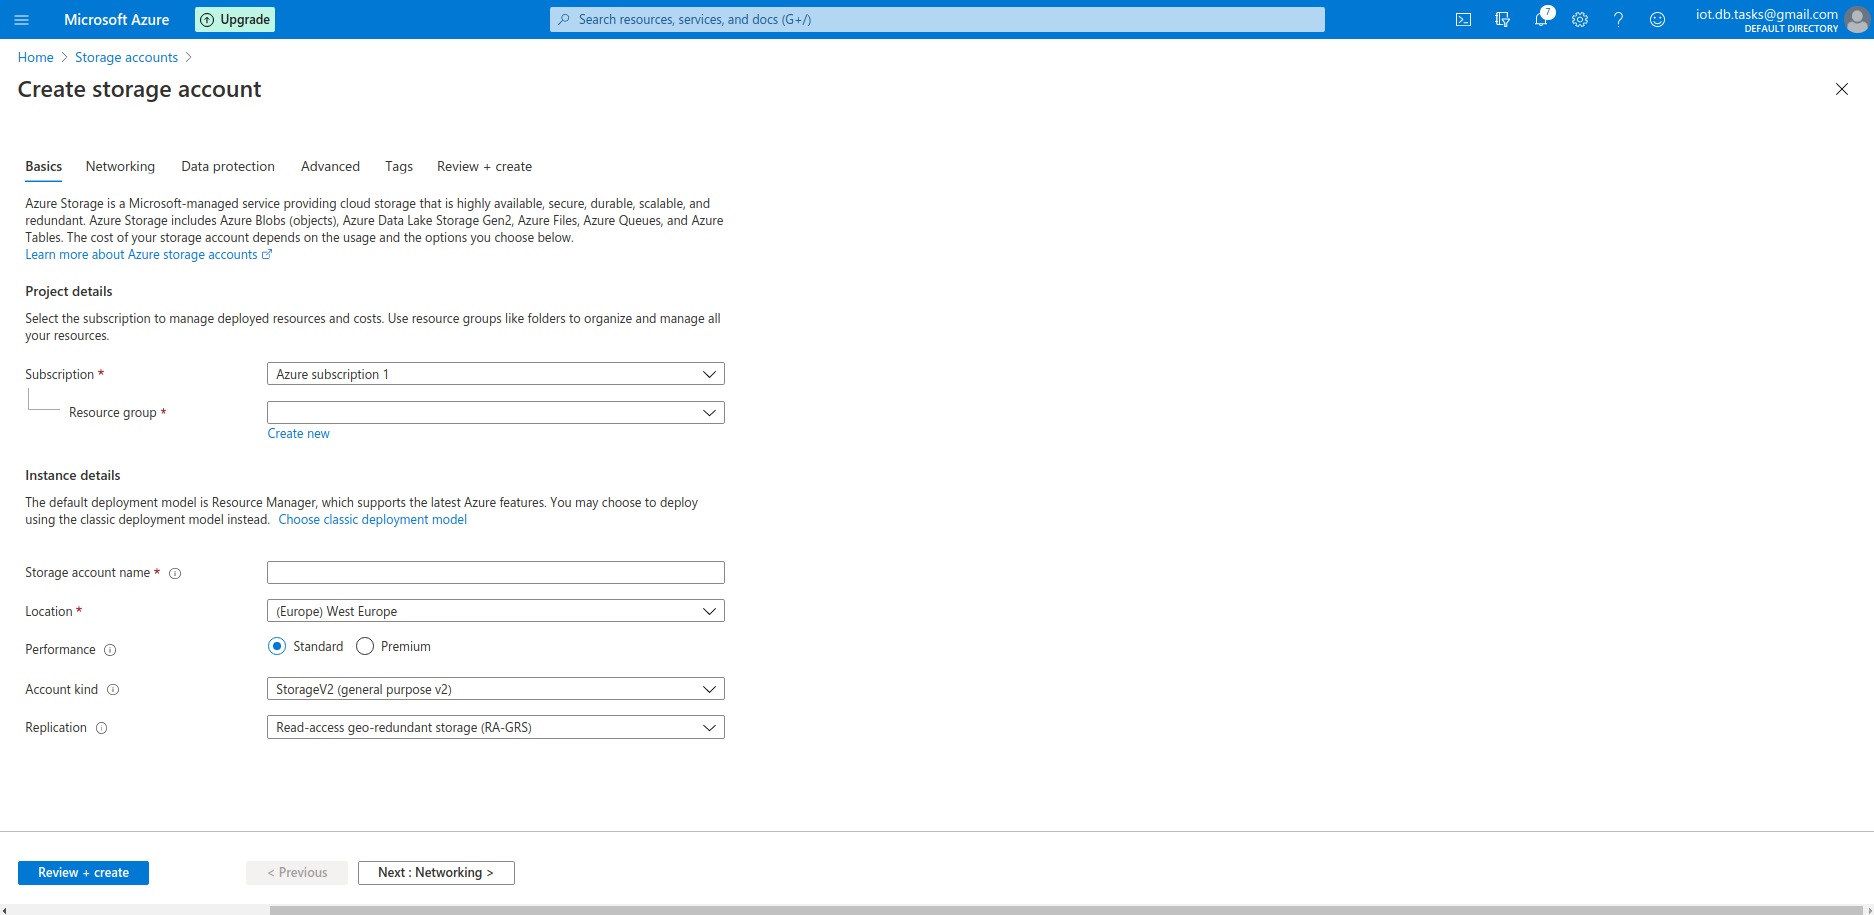 Microsoft Azure
Upgrade
Search resources, services, and docs (G+/)
7
iot.db.tasks@gmail.com
DEFAULT DIRECTORY
Home > Storage accounts >
Create storage account
Basics Networking Data protection Advanced Tags Review + create
Azure Storage is a Microsoft-managed service providing cloud storage that is highly available, secure, durable, scalable, and
redundant. Azure Storage includes Azure Blobs (objects), Azure Data Lake Storage Gen2, Azure Files, Azure Queues, and Azure
Tables. The cost of your storage account depends on the usage and the options you choose below.
Learn more about Azure storage accounts
Project details
Select the subscription to manage deployed resources and costs. Use resource groups like folders to organize and manage all
your resources.
Subscription *
Azure subscription 1
Resource group *
Create new
Instance details
The default deployment model is Resource Manager, which supports the latest Azure features. You may choose to deploy
using the classic deployment model instead. Choose classic deployment model
Storage account name *
Location *
(Europe) West Europe
Performance
Standard Premium
Account kind
StorageV2 (general purpose v2)
Replication
Read-access geo-redundant storage (RA-GRS)
Review + create
< Previous
Next : Networking >